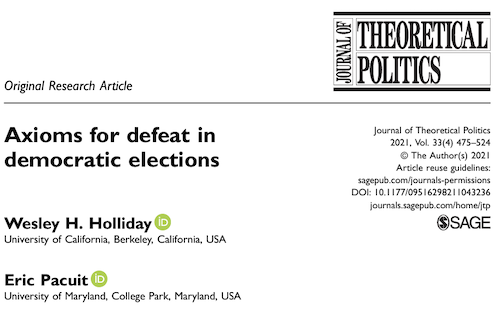 Original Research Article
JOURNAL OF
THEORETICAL
POLITICS
Axioms for defeat in
democratic elections
Journal of Theoretical Politics
2021, Vol. 33(4) 475–524
© The Author(s) 2021
Article reuse guidelines:
sagepub.com/journals-permissions
DOI: 10.1177/09516298211043236
journals.sagepub.com/home/jtp
SAGE
Wesley H. Holliday iD
University of California, Berkeley, California, USA
Eric Pacuit iD
University of Maryland, College Park, Maryland, USA